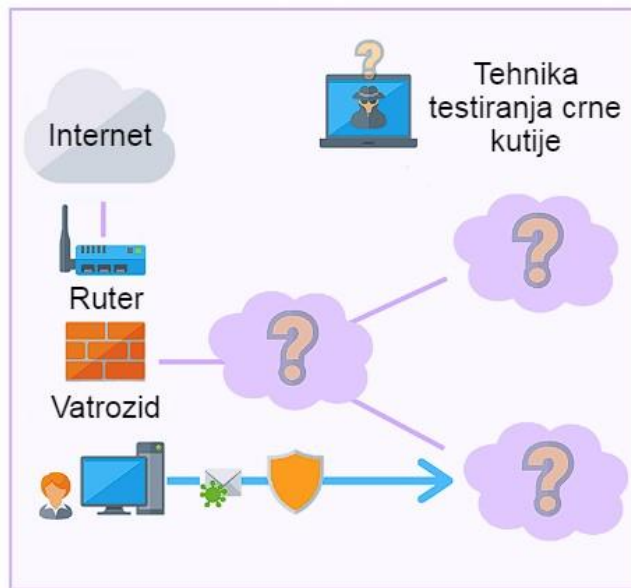 Internet
Tehnika
testiranja crne
kutije
?
Ruter
?
?
Vatrozid
?